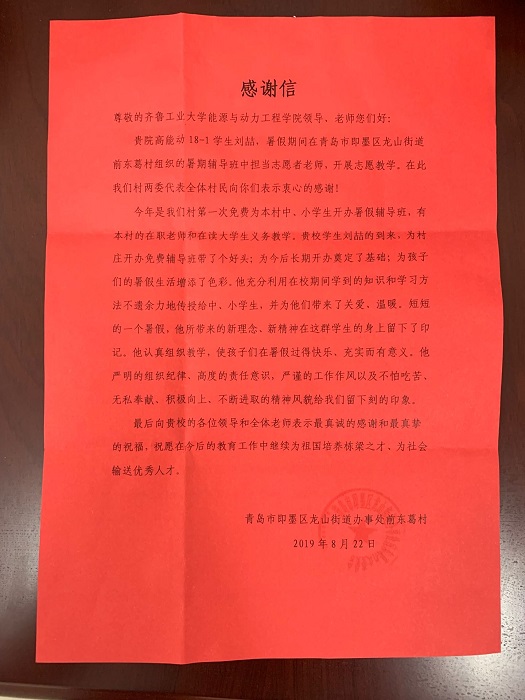 感谢信
尊敬的齐鲁工业大学能源与动力工程学院领导、老师您们好：
贵院高能动 18-1 学生刘喆，暑假期间在青岛市即墨区龙山街道
前东葛村组织的暑期辅导班中担当志愿者老师，开展志愿教学。在此
我们村两委代表全体村民向你们表示衷心的感谢！
今年是我们村第一次免费为本村中、小学生开办暑假辅导班，有
本村的在职老师和在读大学生义务教学。贵校学生刘喆的到来，为村
庄开办免费辅导班带了个好头；为今后长期开办奠定了基础；为孩子
们的暑假生活增添了色彩。他充分利用在校期间学到的知识和学习方
法不遗余力地传授给中、小学生，并为他们带来了关爱、温暖。短短
的一个暑假，他所带来的新理念、新精神在这群学生的身上留下了印
记。他认真组织教学，使孩子们在暑假过得快乐、充实而有意义。他
严明的组织纪律、高度的责任意识，严谨的工作作风以及不怕吃苦、
无私奉献、积极向上、不断进取的精神风貌给我们留下刻的印象。
最后向贵校的各位领导和全体老师表示最真诚的感谢和最真挚
的祝福，祝愿在今后的教育工作中继续为祖国培养栋梁之才，为社会
输送优秀人才。
青岛市即墨区龙山街道办事处前东葛村
2019 年 8 月 22 日